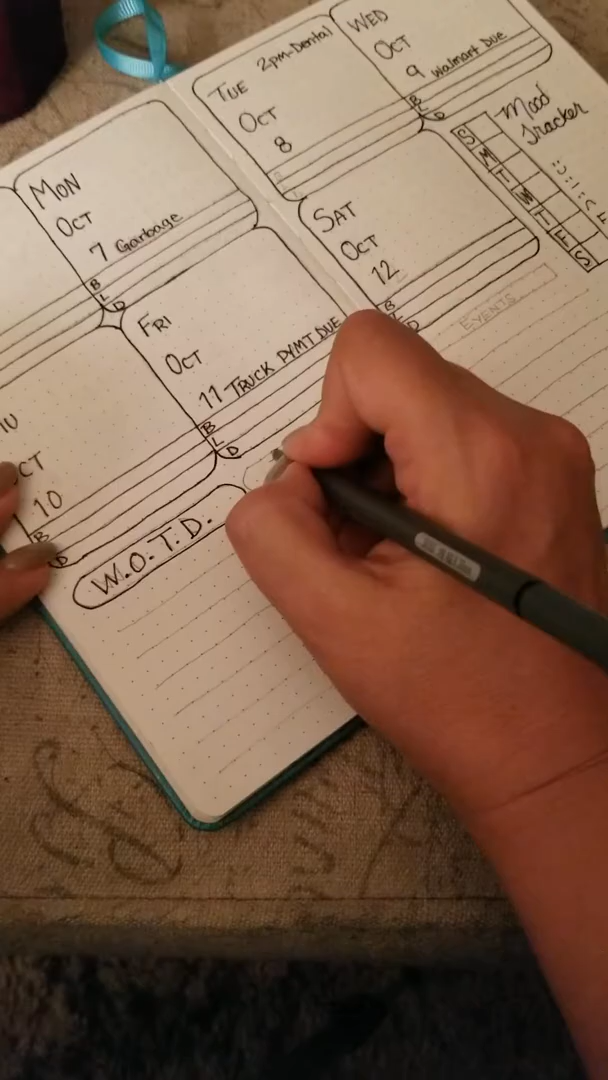 MON
OCT
7 Garbage
B
L
D
TUE 2pm-Dental
OCT
8
WED
OCT
9 Walmart Due
B
L
D
10
B
D
FRI
OCT
11 TRUCK PYMT DUE
B
L
D
SAT
OCT
12
B
L
D
Mood
Tracker
S
M
T
W
T
F
S
EVENTS
W.O.T.D.